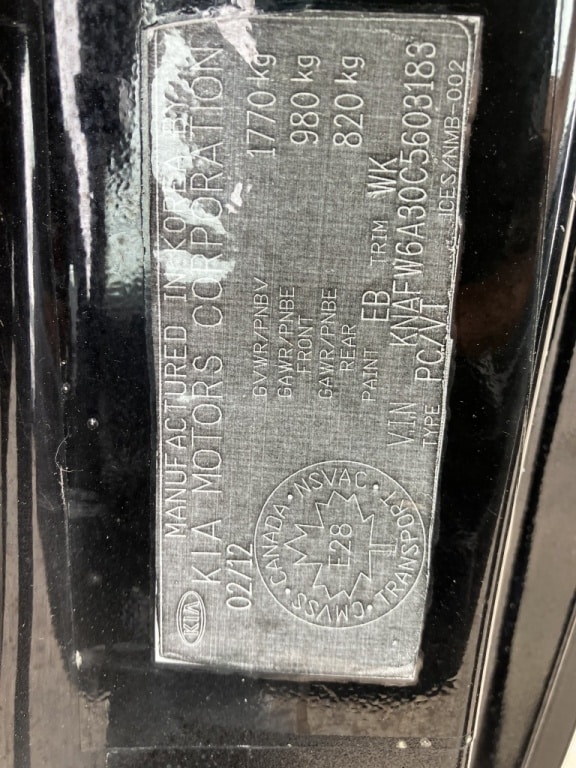 KIA
MANUFACTURED IN KOREA BY
KIA MOTORS CORPORATION
02/12
GVWR/PNBV 1770 kg
GAWR/PNBE
FRONT 980 kg
GAWR/PNBE
REAR 820 kg
PAINT EB TRIM WK
V.I.N KNAFW6A30C5603183
TYPE PC/VT
ICES/NMB-002
CANADA • NSVAC • TRANSPORT • CMVSS •
E28